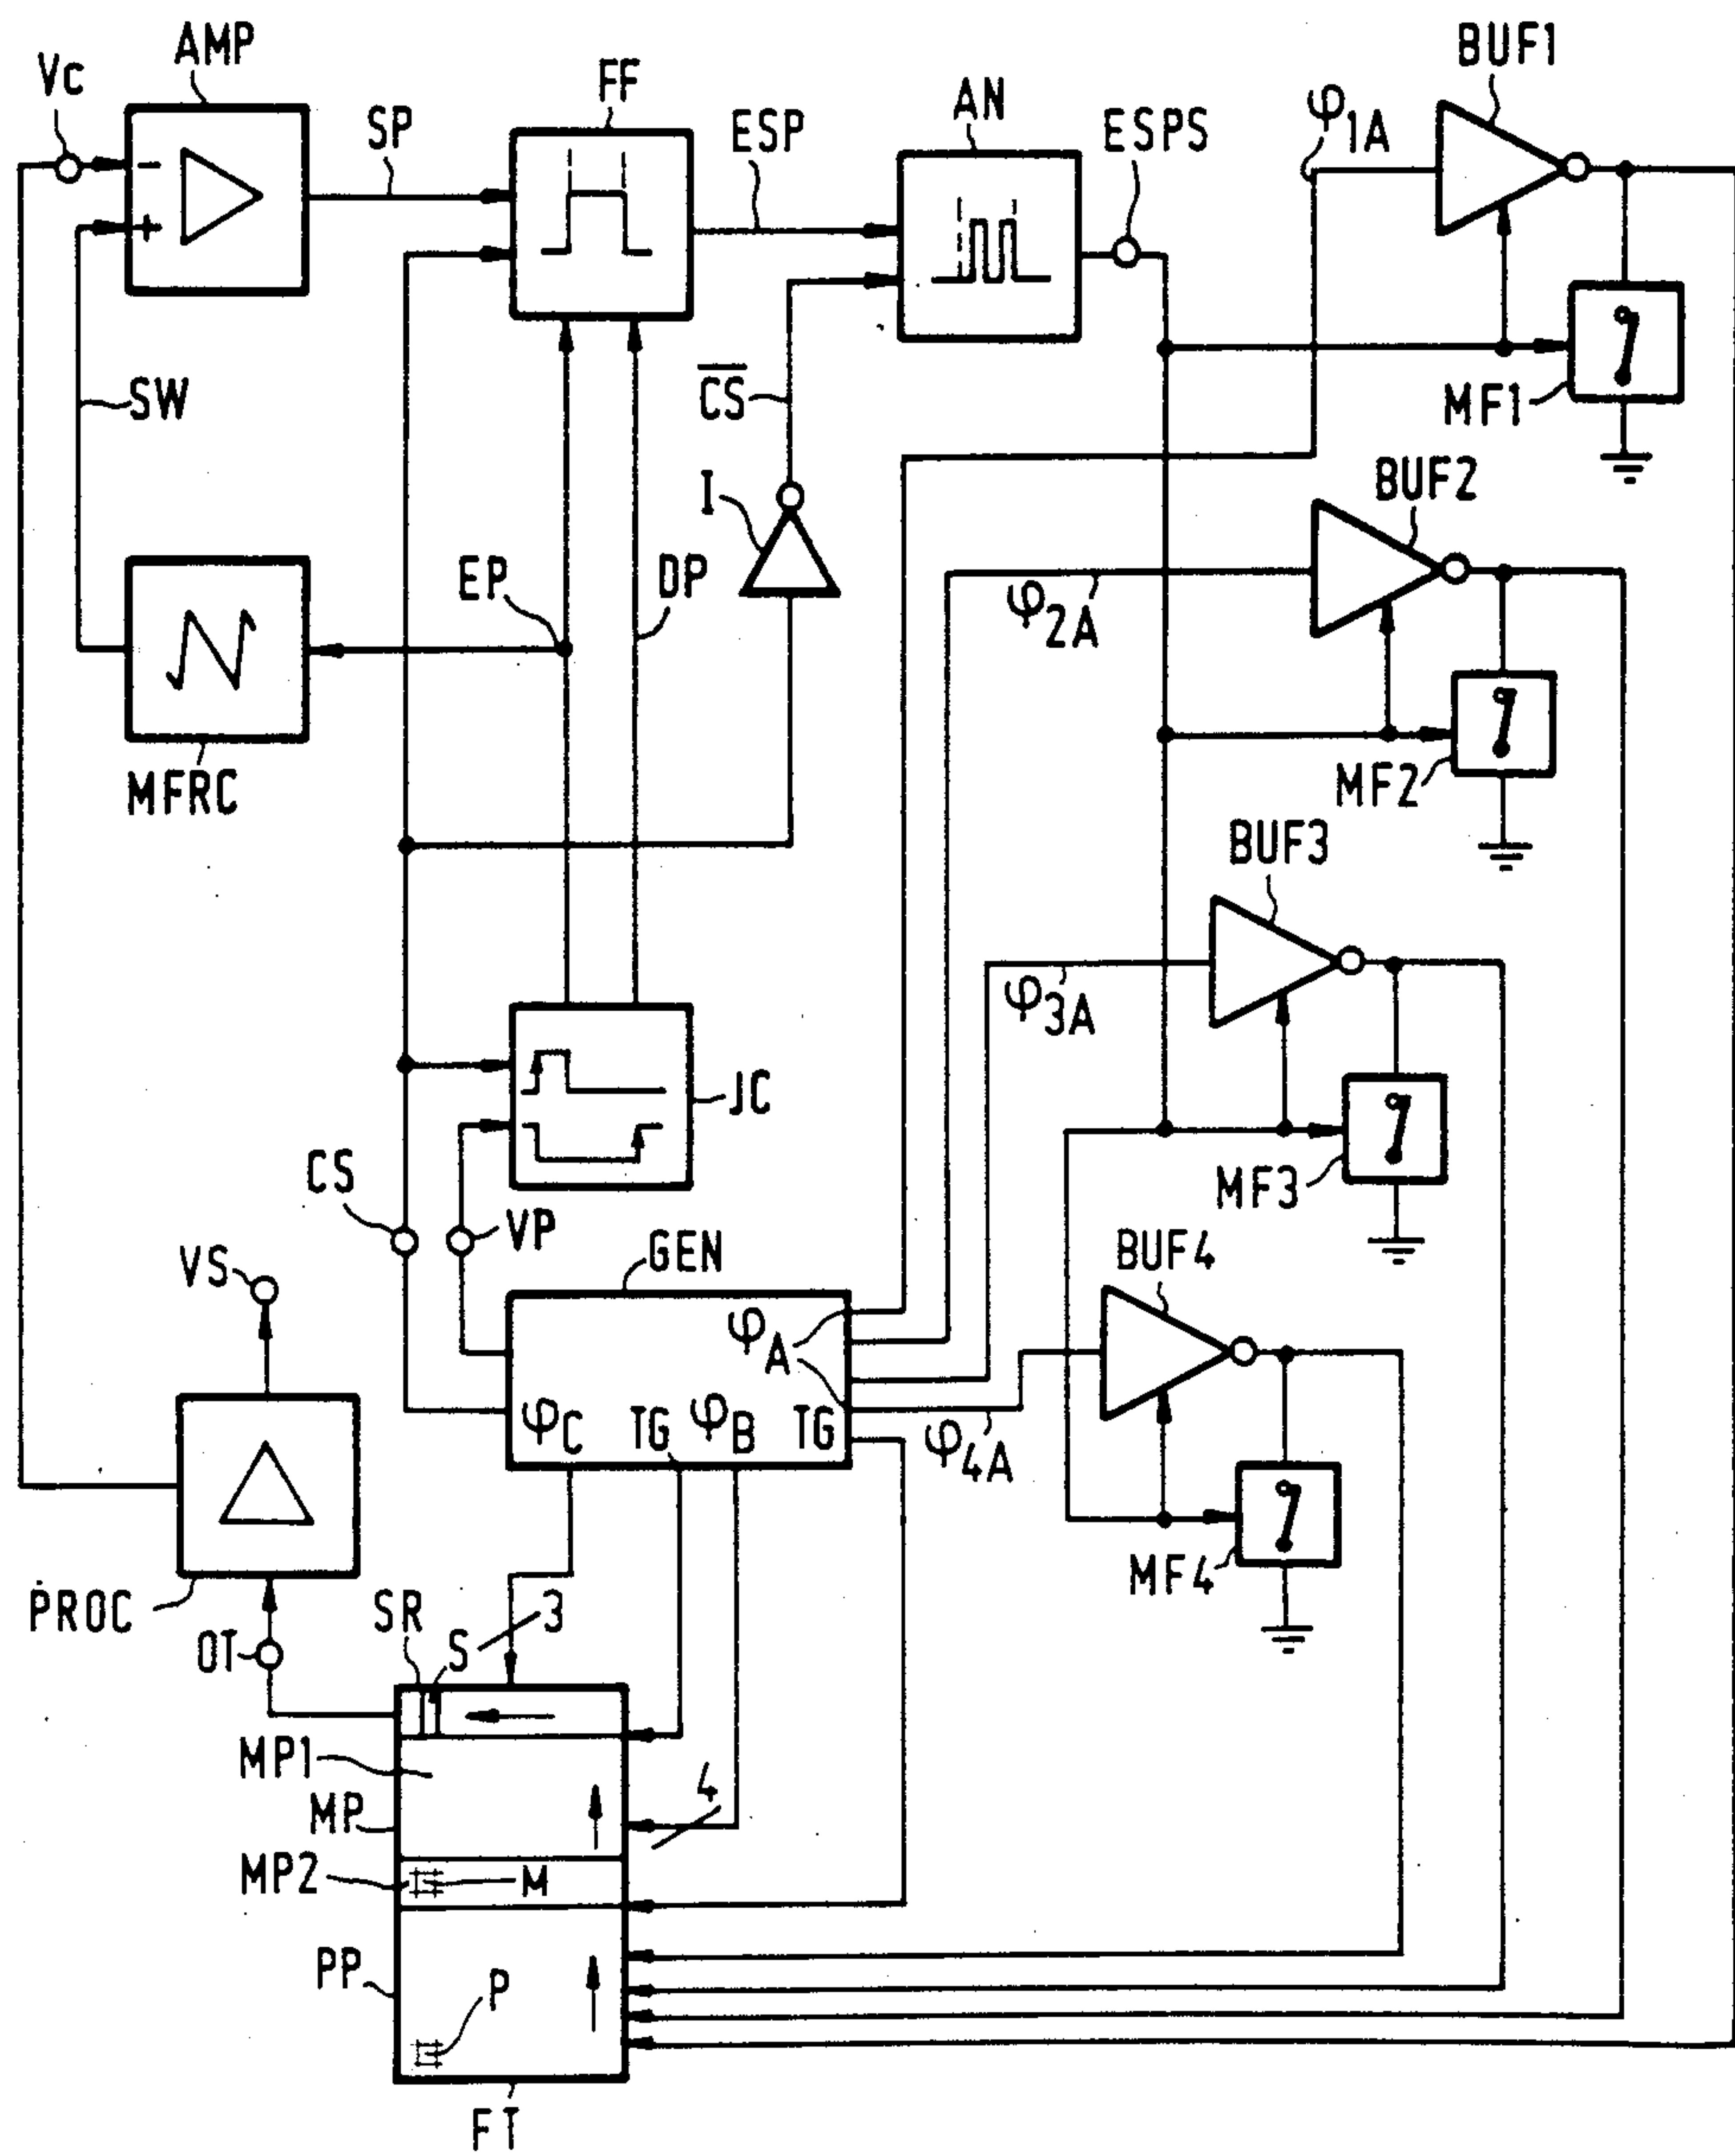 AMP
BUF1
Vc
FF
AN
SP
ESP
ESPS
φ1A
-
+
SW
CS
MF1
I
BUF2
EP
DP
φ2A
MFRC
MF2
BUF3
φ3A
JC
CS
VP
MF3
VS
GEN
BUF4
φA
φC
TG
φB
TG
φ4A
PROC
SR
S
3
MF4
OT
MP1
4
MP
MP2
M
PP
P
FT